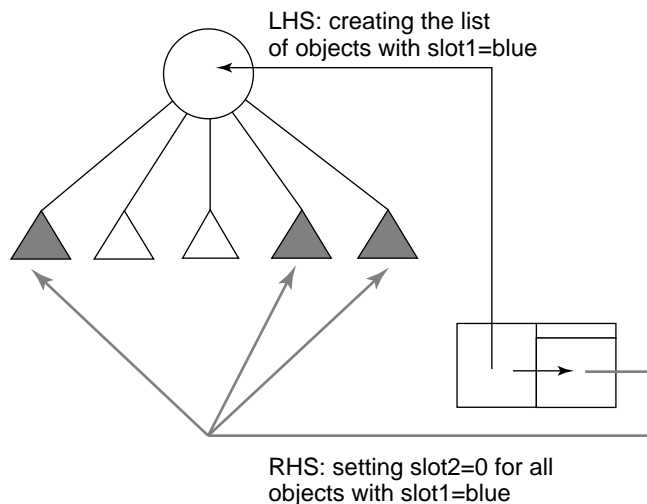 LHS: creating the list
of objects with slot1=blue
RHS: setting slot2=0 for all
objects with slot1=blue